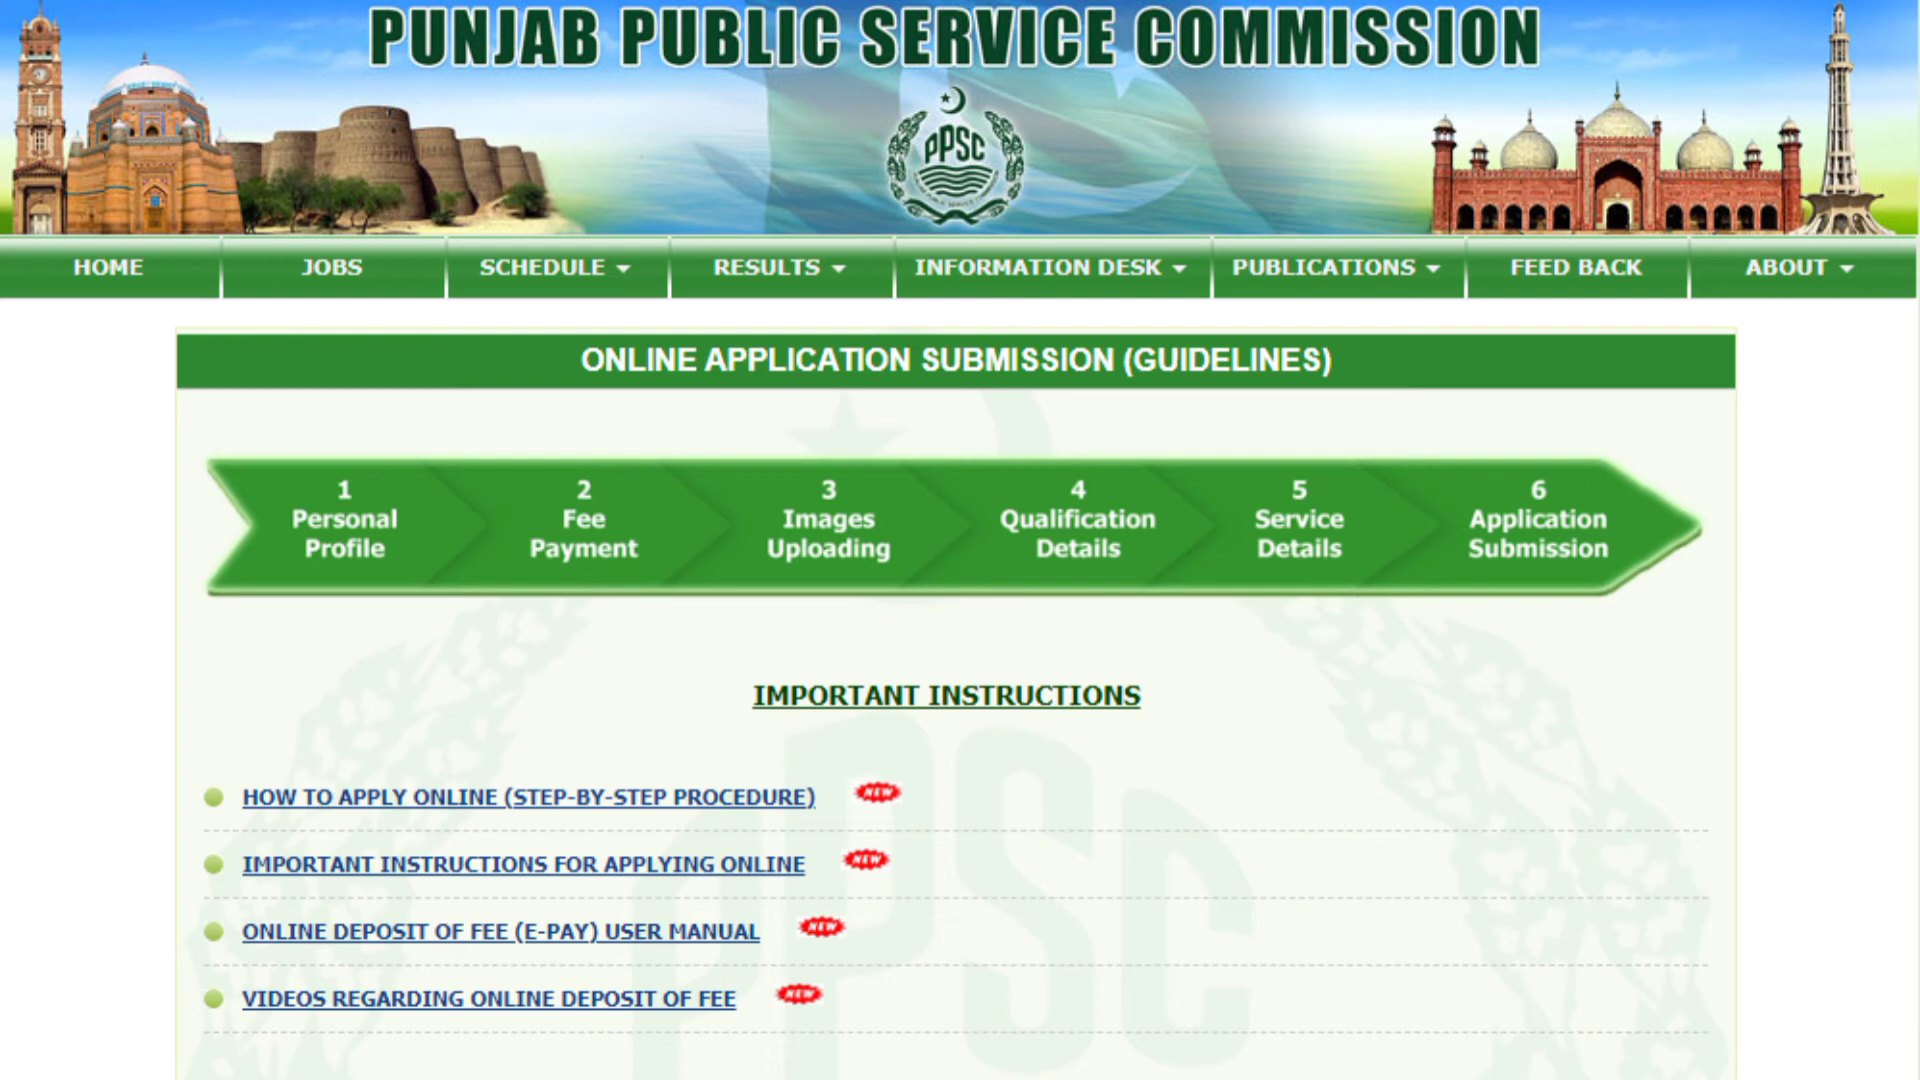 PUNJAB PUBLIC SERVICE COMMISSION
PPSC
HOME
JOBS
SCHEDULE
RESULTS
INFORMATION DESK
PUBLICATIONS
FEED BACK
ABOUT
ONLINE APPLICATION SUBMISSION (GUIDELINES)
1
Personal
Profile
2
Fee
Payment
3
Images
Uploading
4
Qualification
Details
5
Service
Details
6
Application
Submission
IMPORTANT INSTRUCTIONS
HOW TO APPLY ONLINE (STEP-BY-STEP PROCEDURE) NEW
IMPORTANT INSTRUCTIONS FOR APPLYING ONLINE NEW
ONLINE DEPOSIT OF FEE (E-PAY) USER MANUAL NEW
VIDEOS REGARDING ONLINE DEPOSIT OF FEE NEW
PPSC